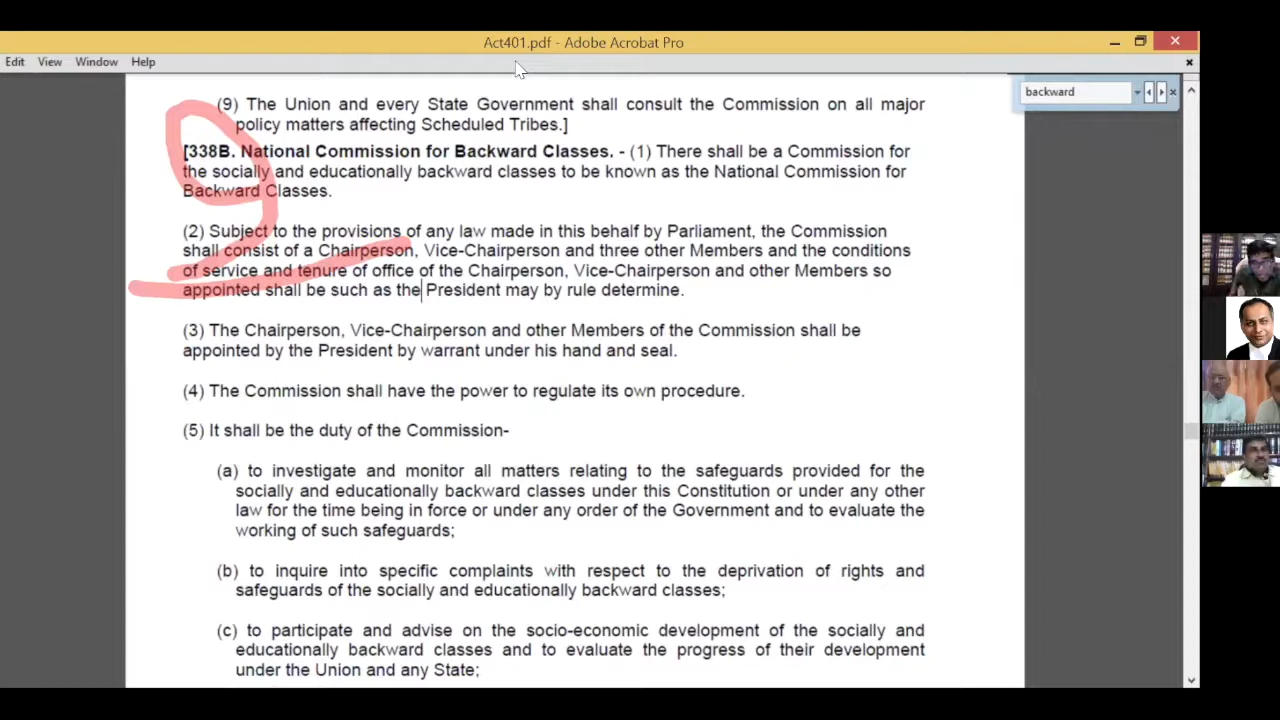 Act401.pdf - Adobe Acrobat Pro
Edit View Window Help
backward
(9) The Union and every State Government shall consult the Commission on all major
policy matters affecting Scheduled Tribes.]
[338B. National Commission for Backward Classes. - (1) There shall be a Commission for
the socially and educationally backward classes to be known as the National Commission for
Backward Classes.
(2) Subject to the provisions of any law made in this behalf by Parliament, the Commission
shall consist of a Chairperson, Vice-Chairperson and three other Members and the conditions
of service and tenure of office of the Chairperson, Vice-Chairperson and other Members so
appointed shall be such as the President may by rule determine.
(3) The Chairperson, Vice-Chairperson and other Members of the Commission shall be
appointed by the President by warrant under his hand and seal.
(4) The Commission shall have the power to regulate its own procedure.
(5) It shall be the duty of the Commission-
(a) to investigate and monitor all matters relating to the safeguards provided for the
socially and educationally backward classes under this Constitution or under any other
law for the time being in force or under any order of the Government and to evaluate the
working of such safeguards;
(b) to inquire into specific complaints with respect to the deprivation of rights and
safeguards of the socially and educationally backward classes;
(c) to participate and advise on the socio-economic development of the socially and
educationally backward classes and to evaluate the progress of their development
under the Union and any State;